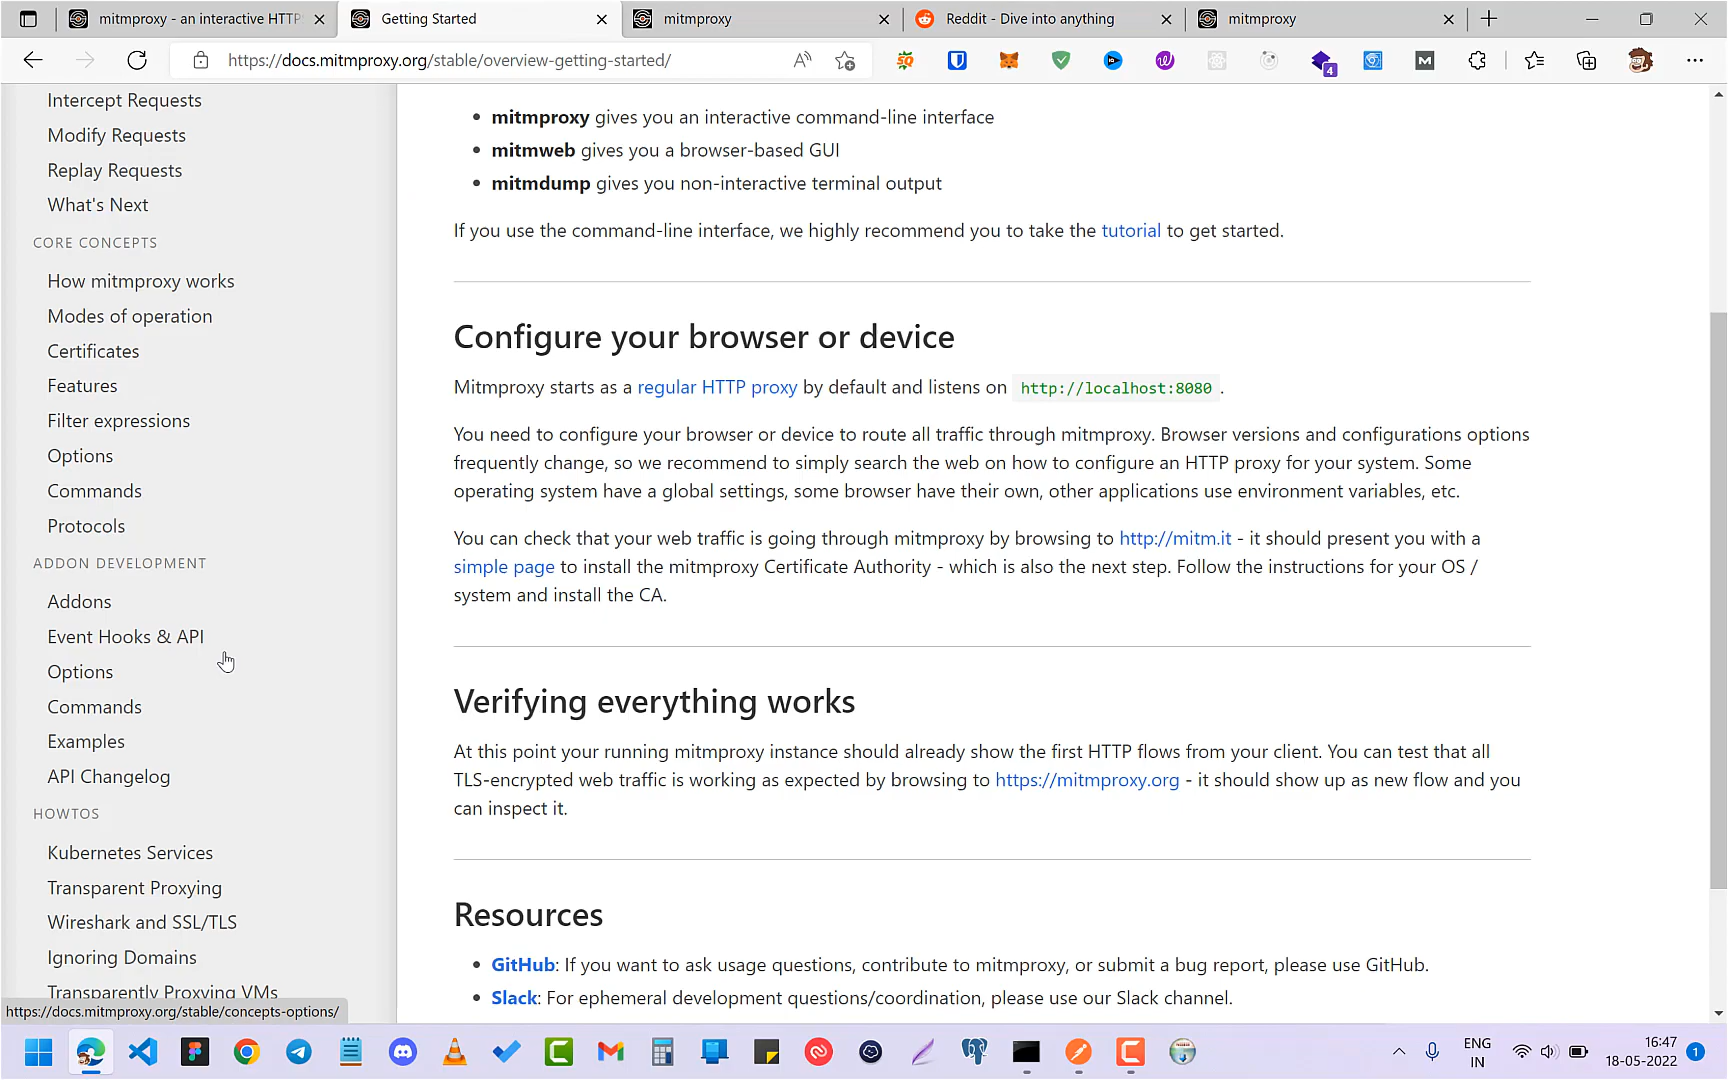 mitmproxy - an interactive HTTP
Getting Started
mitmproxy
Reddit - Dive into anything
mitmproxy
https://docs.mitmproxy.org/stable/overview-getting-started/
4
Intercept Requests
Modify Requests
Replay Requests
What's Next
CORE CONCEPTS
How mitmproxy works
Modes of operation
Certificates
Features
Filter expressions
Options
Commands
Protocols
ADDON DEVELOPMENT
Addons
Event Hooks & API
Options
Commands
Examples
API Changelog
HOWTOS
Kubernetes Services
Transparent Proxying
Wireshark and SSL/TLS
Ignoring Domains
Transparently Proxying VMs
https://docs.mitmproxy.org/stable/concepts-options/
• mitmproxy gives you an interactive command-line interface
• mitmweb gives you a browser-based GUI
• mitmdump gives you non-interactive terminal output
If you use the command-line interface, we highly recommend you to take the tutorial to get started.
Configure your browser or device
Mitmproxy starts as a regular HTTP proxy by default and listens on http://localhost:8080 .
You need to configure your browser or device to route all traffic through mitmproxy. Browser versions and configurations options
frequently change, so we recommend to simply search the web on how to configure an HTTP proxy for your system. Some
operating system have a global settings, some browser have their own, other applications use environment variables, etc.
You can check that your web traffic is going through mitmproxy by browsing to http://mitm.it - it should present you with a
simple page to install the mitmproxy Certificate Authority - which is also the next step. Follow the instructions for your OS /
system and install the CA.
Verifying everything works
At this point your running mitmproxy instance should already show the first HTTP flows from your client. You can test that all
TLS-encrypted web traffic is working as expected by browsing to https://mitmproxy.org - it should show up as new flow and you
can inspect it.
Resources
• GitHub: If you want to ask usage questions, contribute to mitmproxy, or submit a bug report, please use GitHub.
• Slack: For ephemeral development questions/coordination, please use our Slack channel.
ENG
IN
16:47
18-05-2022
1